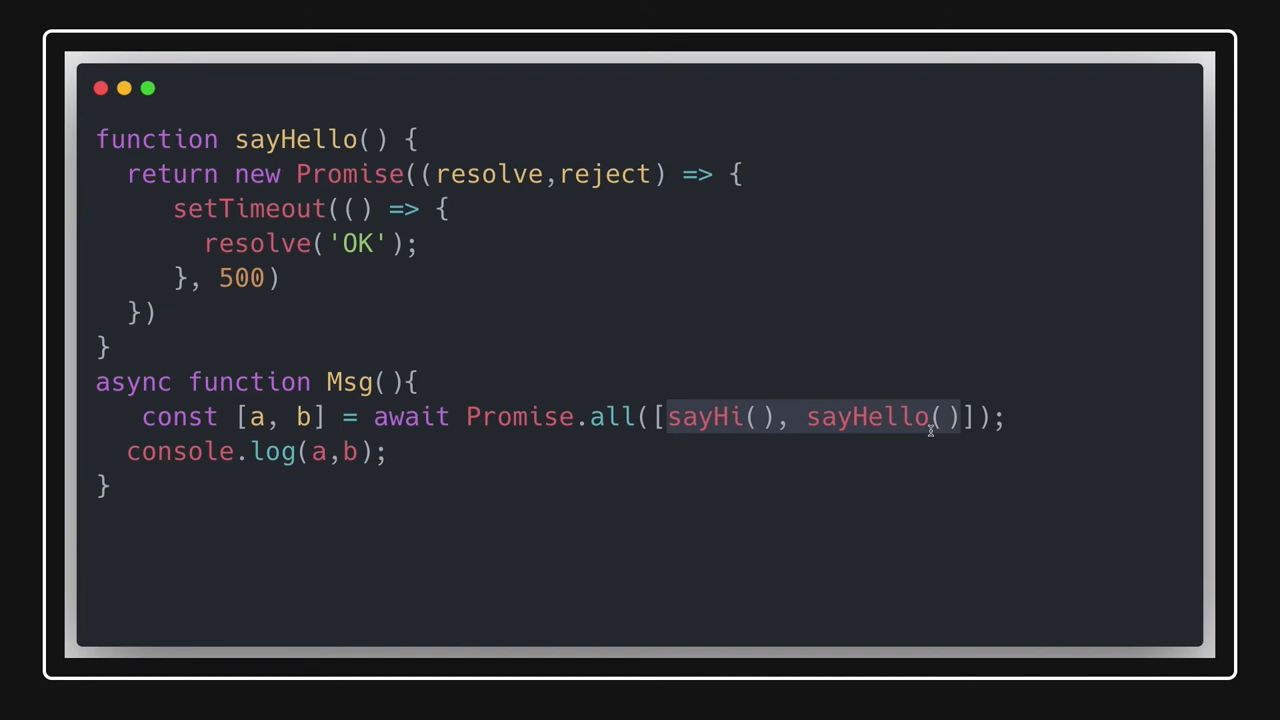 function sayHello() {
  return new Promise((resolve,reject) => {
     setTimeout(() => {
       resolve('OK');
     }, 500)
  })
}
async function Msg(){
   const [a, b] = await Promise.all([sayHi(), sayHello()]);
  console.log(a,b);
}